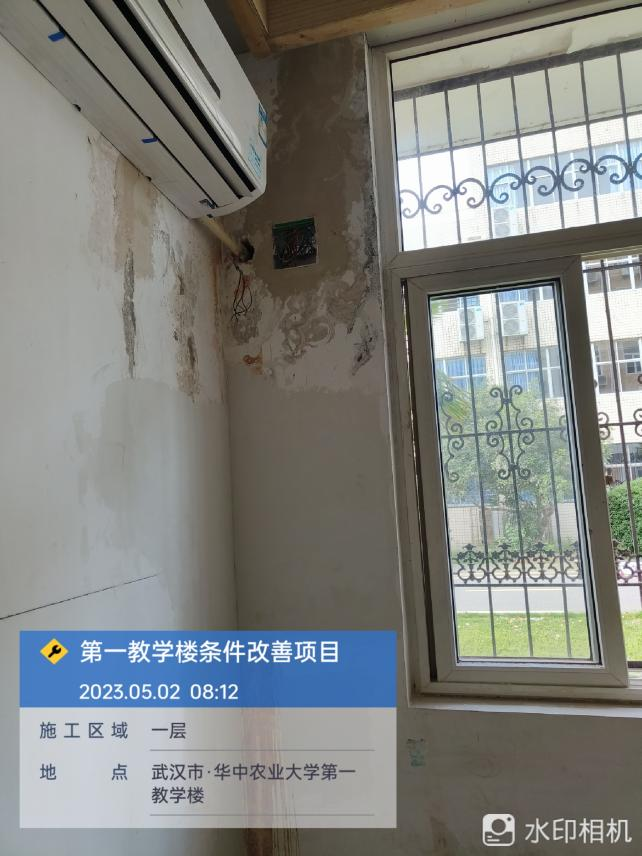 第一教学楼条件改善项目
2023.05.02 08:12
施工区域 一层
地点 武汉市·华中农业大学第一
教学楼
水印相机